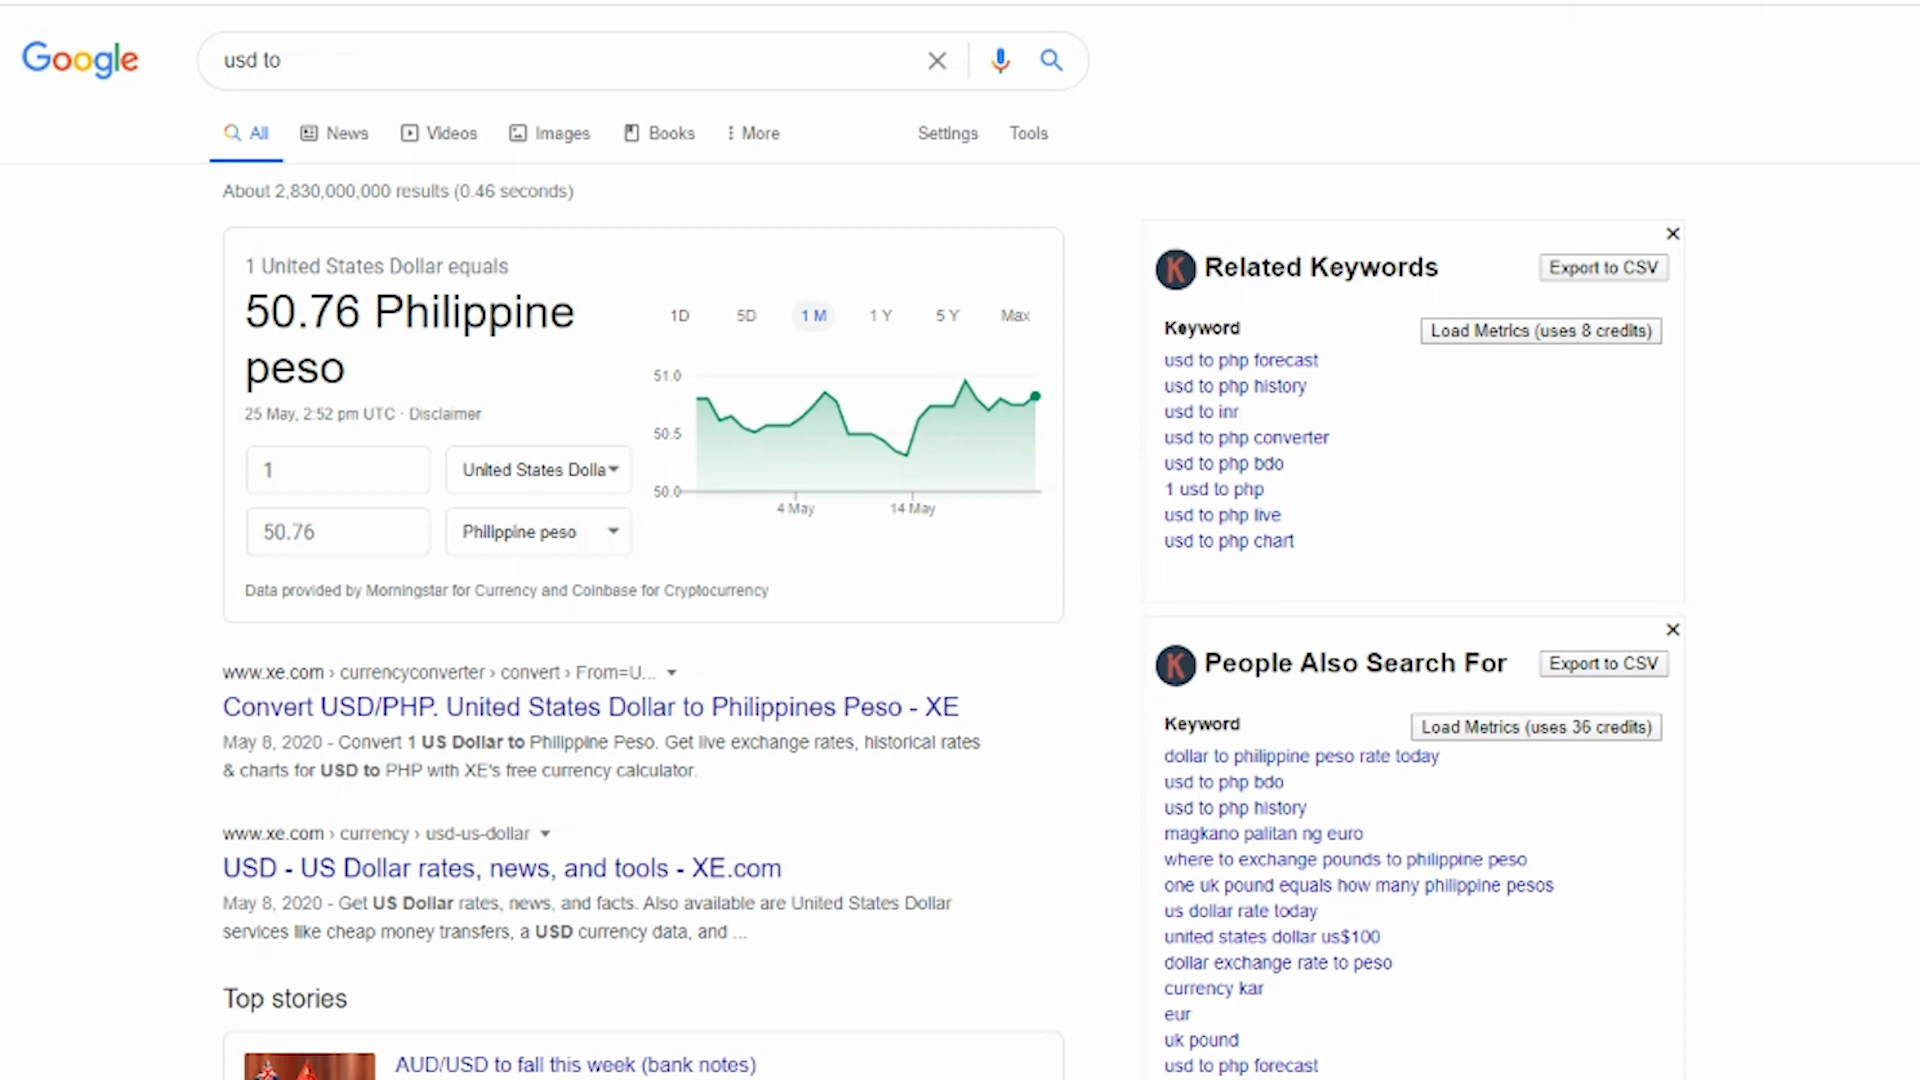 Google
usd to
All News Videos Images Books More Settings Tools
About 2,830,000,000 results (0.46 seconds)
1 United States Dollar equals
50.76 Philippine
peso
25 May, 2:52 pm UTC · Disclaimer
1 United States Dolla
50.76 Philippine peso
1D 5D 1 M 1 Y 5 Y Max
51.0
50.5
50.0
4 May 14 May
Data provided by Morningstar for Currency and Coinbase for Cryptocurrency
www.xe.com › currencyconverter › convert › From=U...
Convert USD/PHP. United States Dollar to Philippines Peso - XE
May 8, 2020 - Convert 1 US Dollar to Philippine Peso. Get live exchange rates, historical rates
& charts for USD to PHP with XE's free currency calculator.
www.xe.com › currency › usd-us-dollar
USD - US Dollar rates, news, and tools - XE.com
May 8, 2020 - Get US Dollar rates, news, and facts. Also available are United States Dollar
services like cheap money transfers, a USD currency data, and ...
Top stories
AUD/USD to fall this week (bank notes)
K Related Keywords Export to CSV
Keyword Load Metrics (uses 8 credits)
usd to php forecast
usd to php history
usd to inr
usd to php converter
usd to php bdo
1 usd to php
usd to php live
usd to php chart
K People Also Search For Export to CSV
Keyword Load Metrics (uses 36 credits)
dollar to philippine peso rate today
usd to php bdo
usd to php history
magkano palitan ng euro
where to exchange pounds to philippine peso
one uk pound equals how many philippine pesos
us dollar rate today
united states dollar us$100
dollar exchange rate to peso
currency kar
eur
uk pound
usd to php forecast